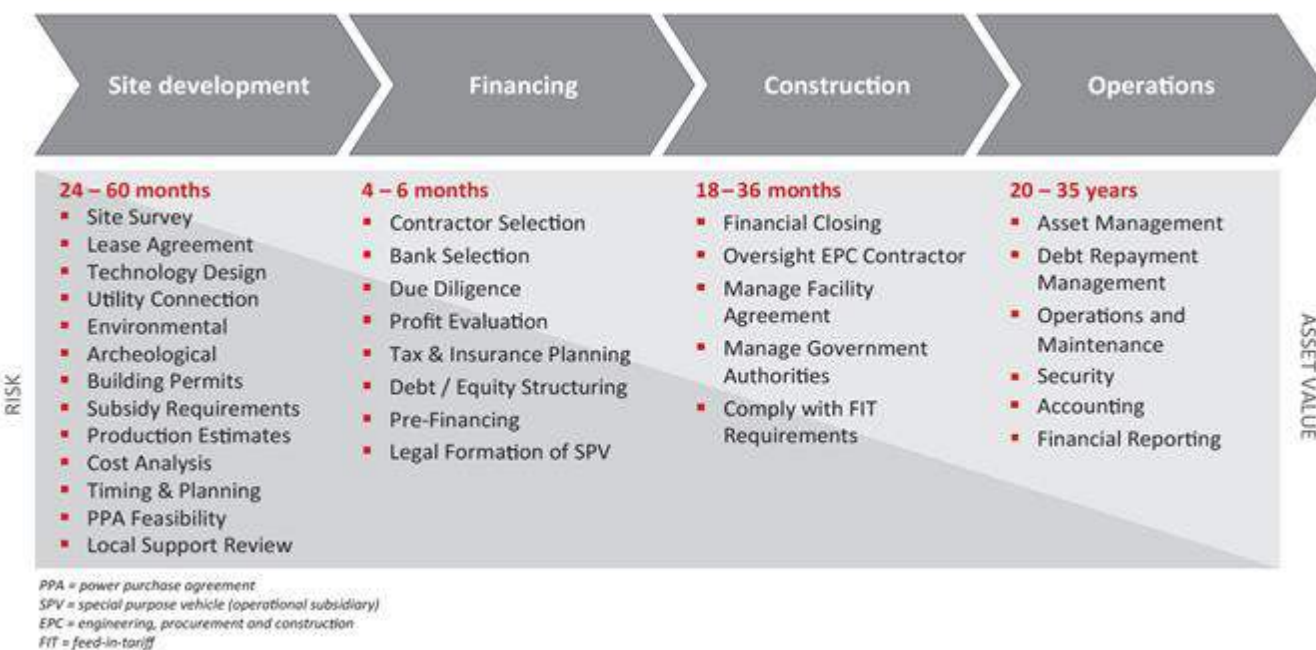 Site development
Financing
Construction
Operations
RISK
24 – 60 months
Site Survey
Lease Agreement
Technology Design
Utility Connection
Environmental
Archeological
Building Permits
Subsidy Requirements
Production Estimates
Cost Analysis
Timing & Planning
PPA Feasibility
Local Support Review
4 – 6 months
Contractor Selection
Bank Selection
Due Diligence
Profit Evaluation
Tax & Insurance Planning
Debt / Equity Structuring
Pre-Financing
Legal Formation of SPV
18 – 36 months
Financial Closing
Oversight EPC Contractor
Manage Facility
Agreement
Manage Government
Authorities
Comply with FIT
Requirements
20 – 35 years
Asset Management
Debt Repayment
Management
Operations and
Maintenance
Security
Accounting
Financial Reporting
ASSET VALUE
PPA = power purchase agreement
SPV = special purpose vehicle (operational subsidiary)
EPC = engineering, procurement and construction
FIT = feed-in-tariff